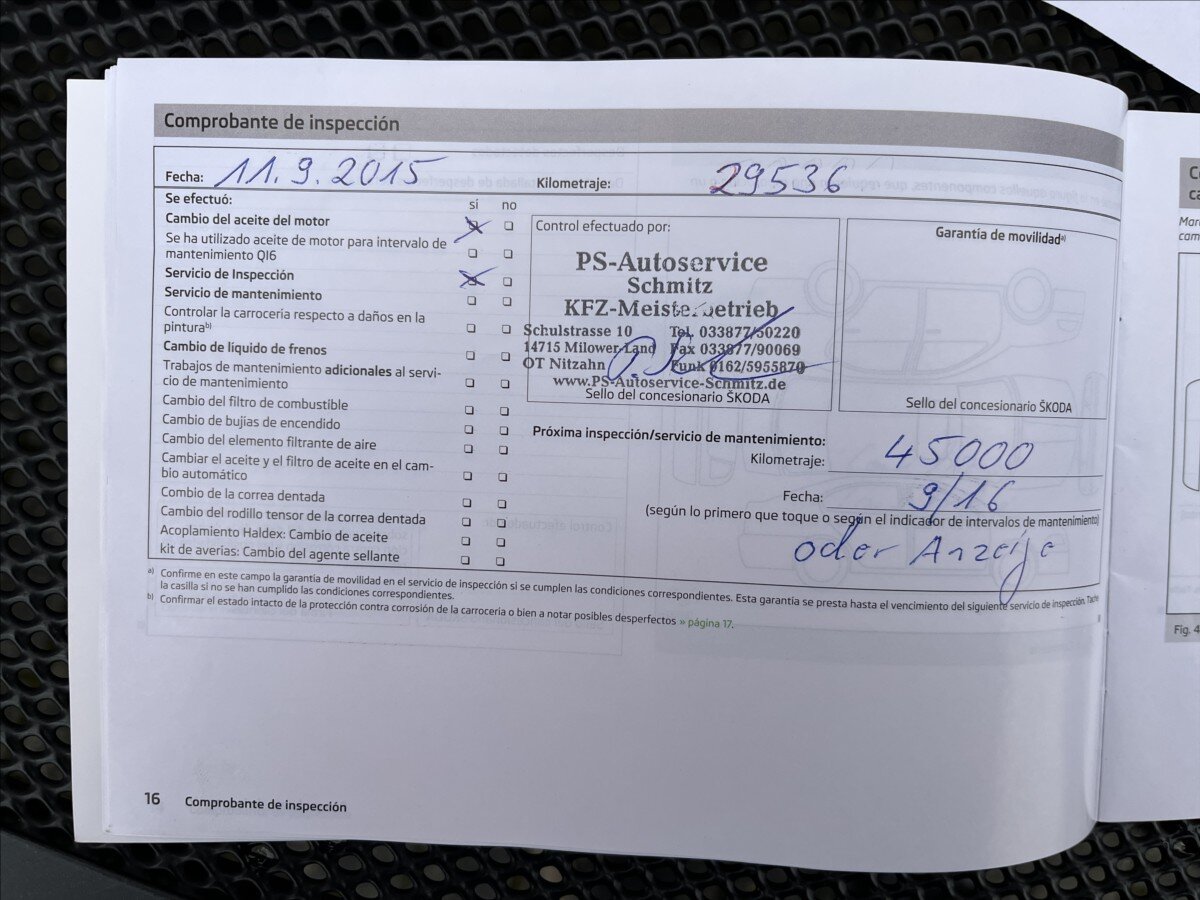 Comprobante de inspección
Fecha: 11.9.2015 Kilometraje: 29536
Se efectuó:
si no
Cambio del aceite del motor
Se ha utilizado aceite de motor para intervalo de
mantenimiento QI6
Servicio de Inspección
Servicio de mantenimiento
Controlar la carrocería respecto a daños en la
pintura b)
Cambio de líquido de frenos
Trabajos de mantenimiento adicionales al servi-
cio de mantenimiento
Cambio del filtro de combustible
Cambio de bujias de encendido
Cambio del elemento filtrante de aire
Cambiar el aceite y el filtro de aceite en el cam-
bio automático
Combio de la correa dentada
Cambio del rodillo tensor de la correa dentada
Acoplamiento Haldex: Cambio de aceite
kit de averías: Cambio del agente sellante
Control efectuado por:
PS-Autoservice
Schmitz
KFZ-Meisterbetrieb
Schulstrasse 10 Tel. 033877/50220
14715 Milower-Land Fax 033877/90069
OT Nitzahn Funk 0162/5955870
www.PS-Autoservice-Schmitz.de
Sello del concesionario ŠKODA
Garantía de movilidad a)
Sello del concesionario ŠKODA
Próxima inspección/servicio de mantenimiento:
Kilometraje: 45000
Fecha: 9/16
(según lo primero que toque o según el indicador de intervalos de mantenimiento)
oder Anzeige
a) Confirme en este campo la garantía de movilidad en el servicio de inspección si se cumplen las condiciones correspondientes. Esta garantía se presta hasta el vencimiento del siguiente servicio de inspección. Tache
la casilla si no se han cumplido las condiciones correspondientes.
b) Confirmar el estado intacto de la protección contra corrosión de la carroceria o bien a notar posibles desperfectos » página 17.
16 Comprobante de inspección
Fig. 4